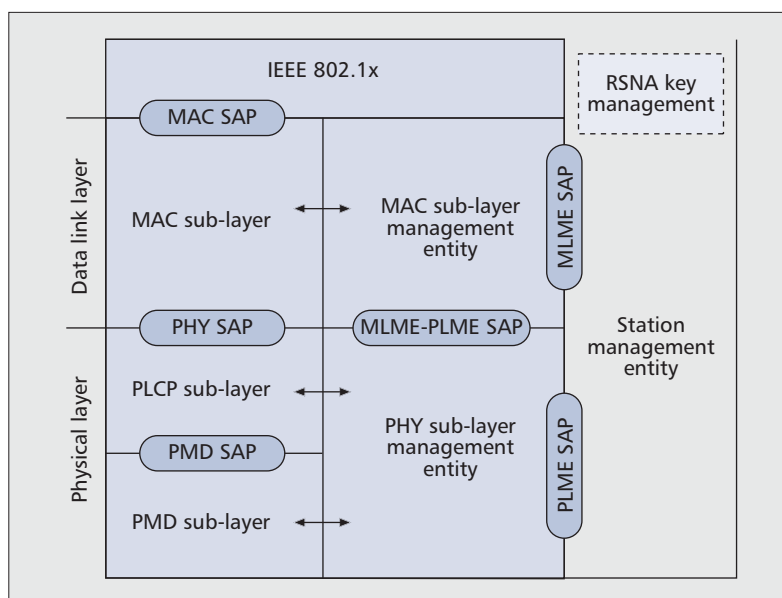 IEEE 802.1x
RSNA key
management
MAC SAP
Data link layer
MAC sub-layer
MAC sub-layer
management
entity
MLME SAP
PHY SAP
MLME-PLME SAP
Station
management
entity
Physical layer
PLCP sub-layer
PHY sub-layer
management
entity
PMD SAP
PLME SAP
PMD sub-layer